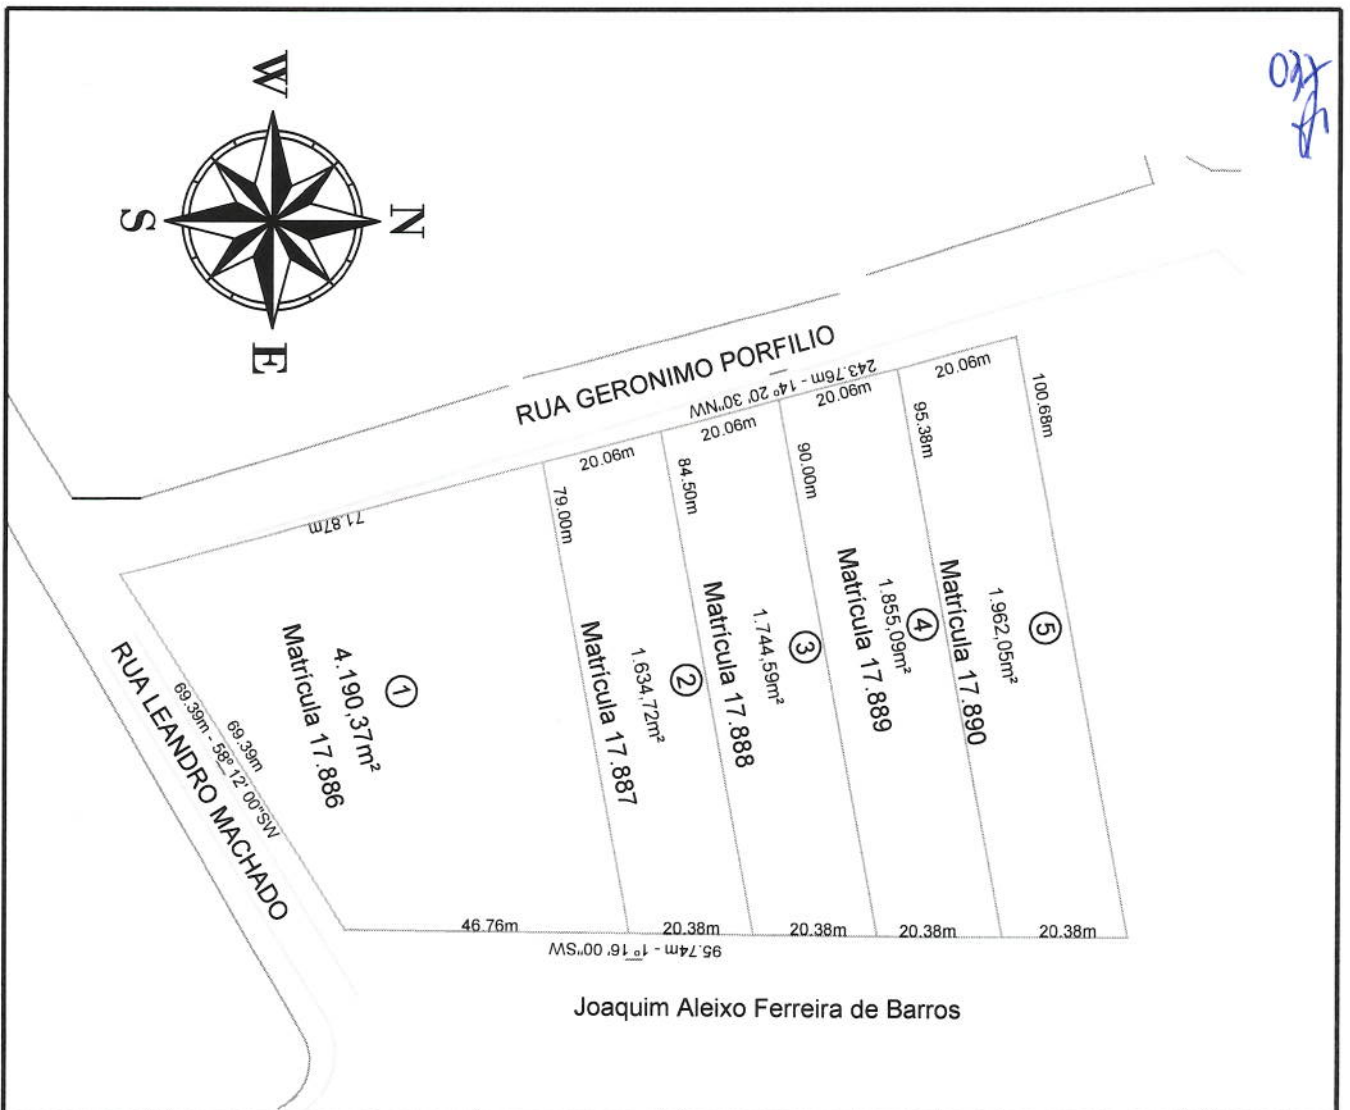 W
N
S
E
RUA GERONIMO PORFILIO
243.76m - 14º 20' 30"NW
20.06m
20.06m
20.06m
20.06m
100.68m
95.38m
90.00m
84.50m
79.00m
71.87m
5
1.962,05m²
Matrícula 17.890
4
1.855,09m²
Matrícula 17.889
3
1.744,59m²
Matrícula 17.888
2
1.634,72m²
Matrícula 17.887
1
4.190,37m²
Matrícula 17.886
69.39m
69.39m - 58º 12' 00"SW
RUA LEANDRO MACHADO
46.76m
20.38m
20.38m
20.38m
20.38m
95.74m - 1º 16' 00"SW
Joaquim Aleixo Ferreira de Barros